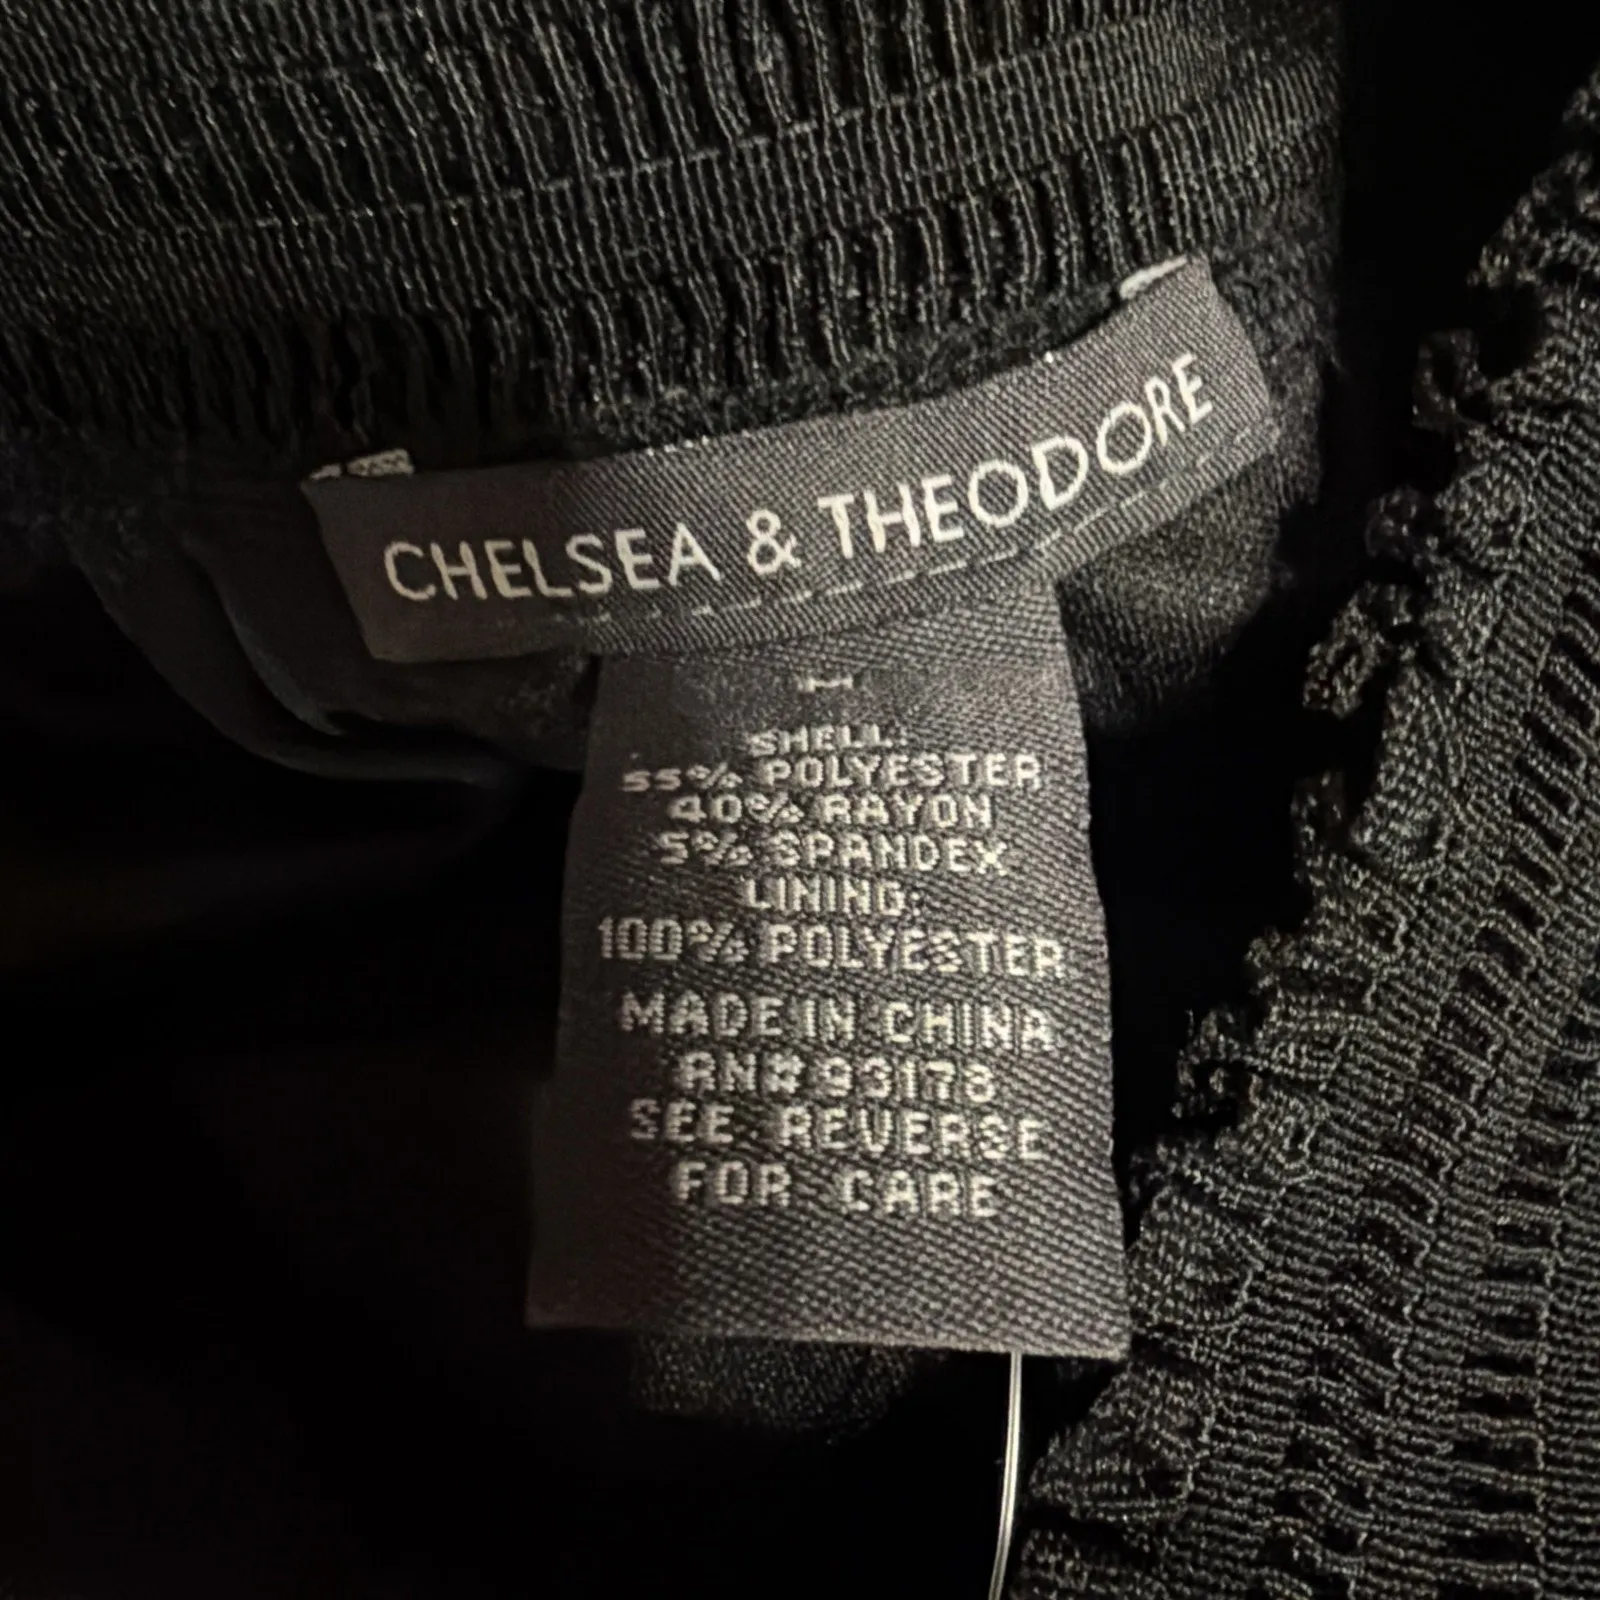 CHELSEA & THEODORE
SHELL:
55% POLYESTER
40% RAYON
5% SPANDEX
LINING:
100% POLYESTER
MADE IN CHINA
RN# 93178
SEE REVERSE
FOR CARE